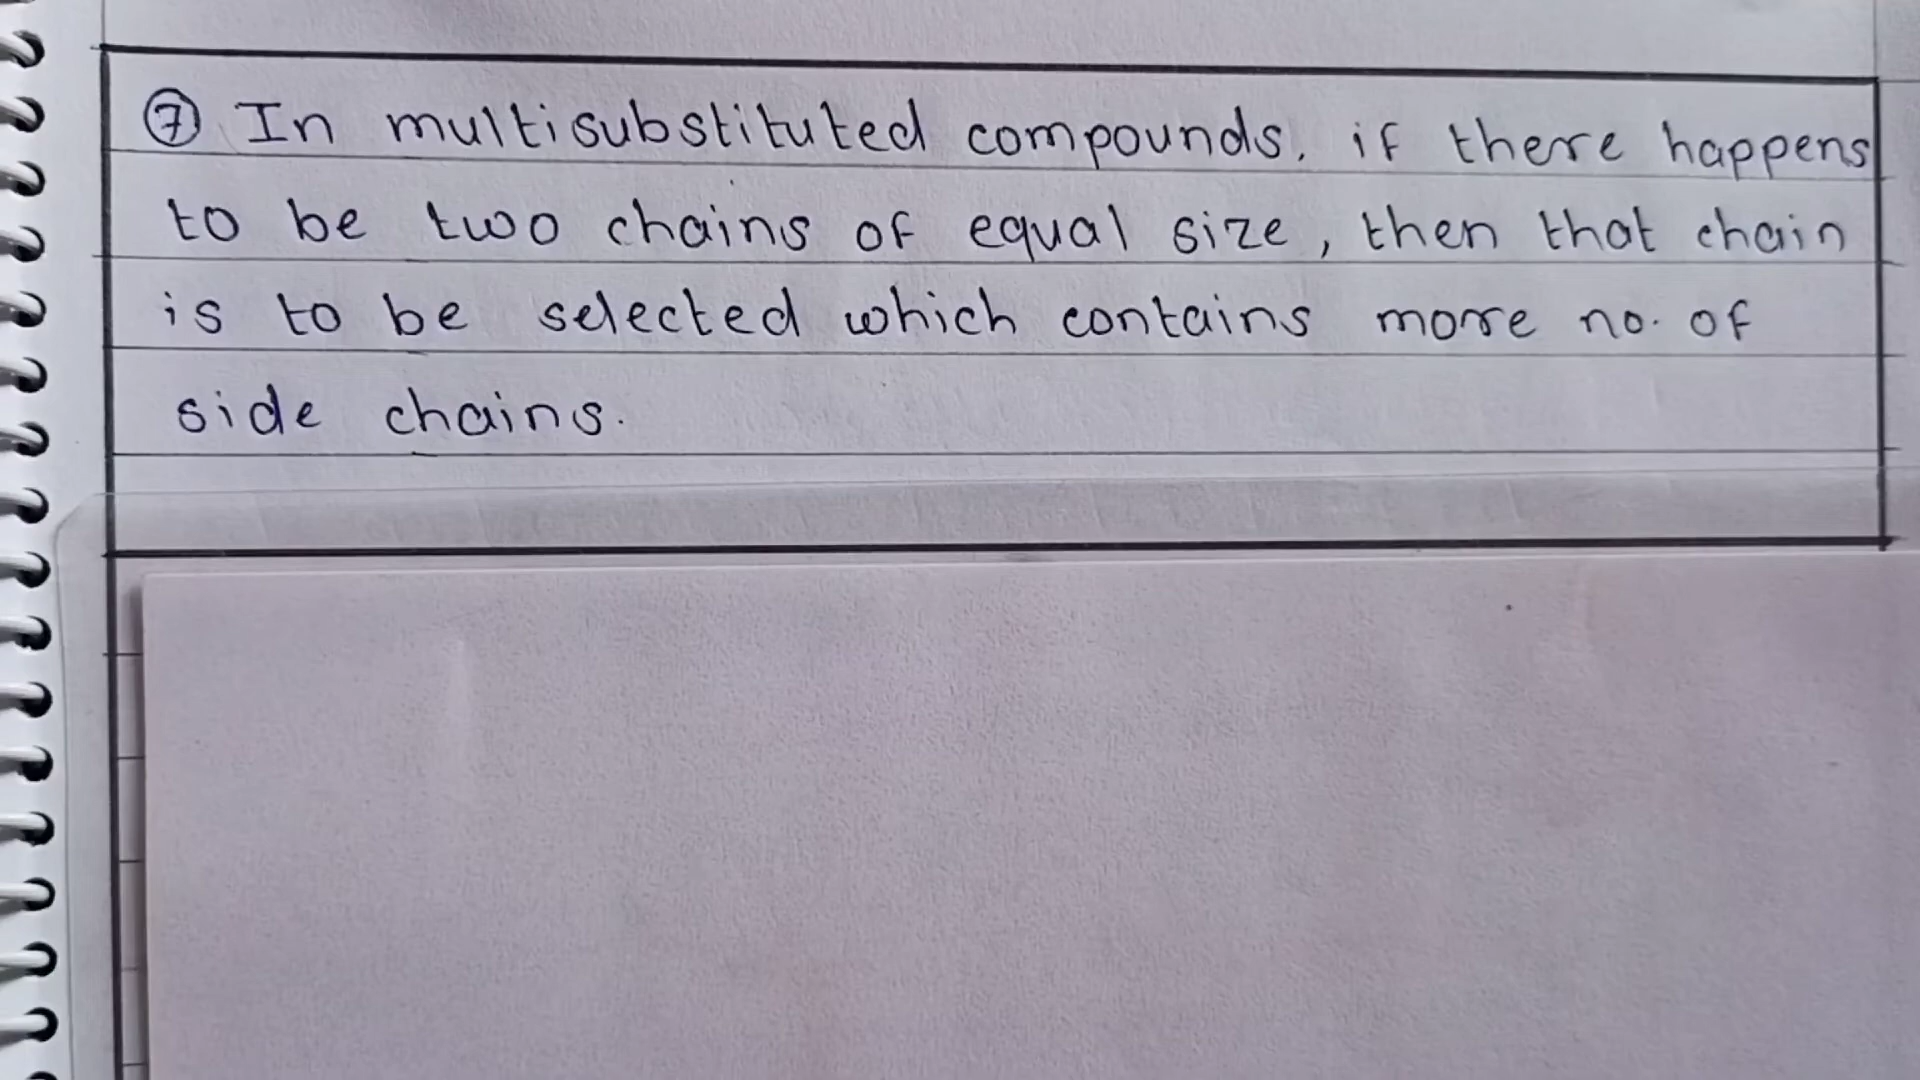 ⑦ In multisubstituted compounds, if there happens
to be two chains of equal size, then that chain
is to be selected which contains more no. of
side chains.